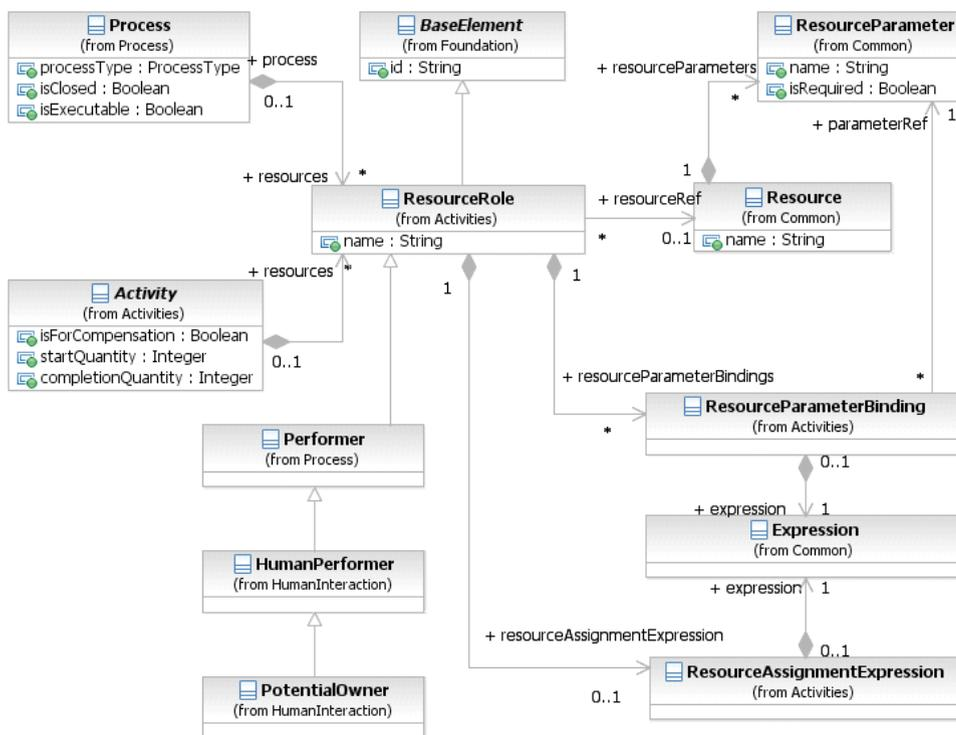 Process
(from Process)
processType : ProcessType
isClosed : Boolean
isExecutable : Boolean
+ process
0..1
BaseElement
(from Foundation)
id : String
ResourceParameter
(from Common)
name : String
isRequired : Boolean
+ resourceParameters
*
+ parameterRef
1
+ resources
*
ResourceRole
(from Activities)
name : String
+ resourceRef
*
0..1
1
Resource
(from Common)
name : String
+ resources
*
Activity
(from Activities)
isForCompensation : Boolean
startQuantity : Integer
completionQuantity : Integer
0..1
1
1
+ resourceParameterBindings
*
*
ResourceParameterBinding
(from Activities)
0..1
Performer
(from Process)
+ expression
1
Expression
(from Common)
HumanPerformer
(from HumanInteraction)
+ expression
1
+ resourceAssignmentExpression
0..1
0..1
ResourceAssignmentExpression
(from Activities)
PotentialOwner
(from HumanInteraction)